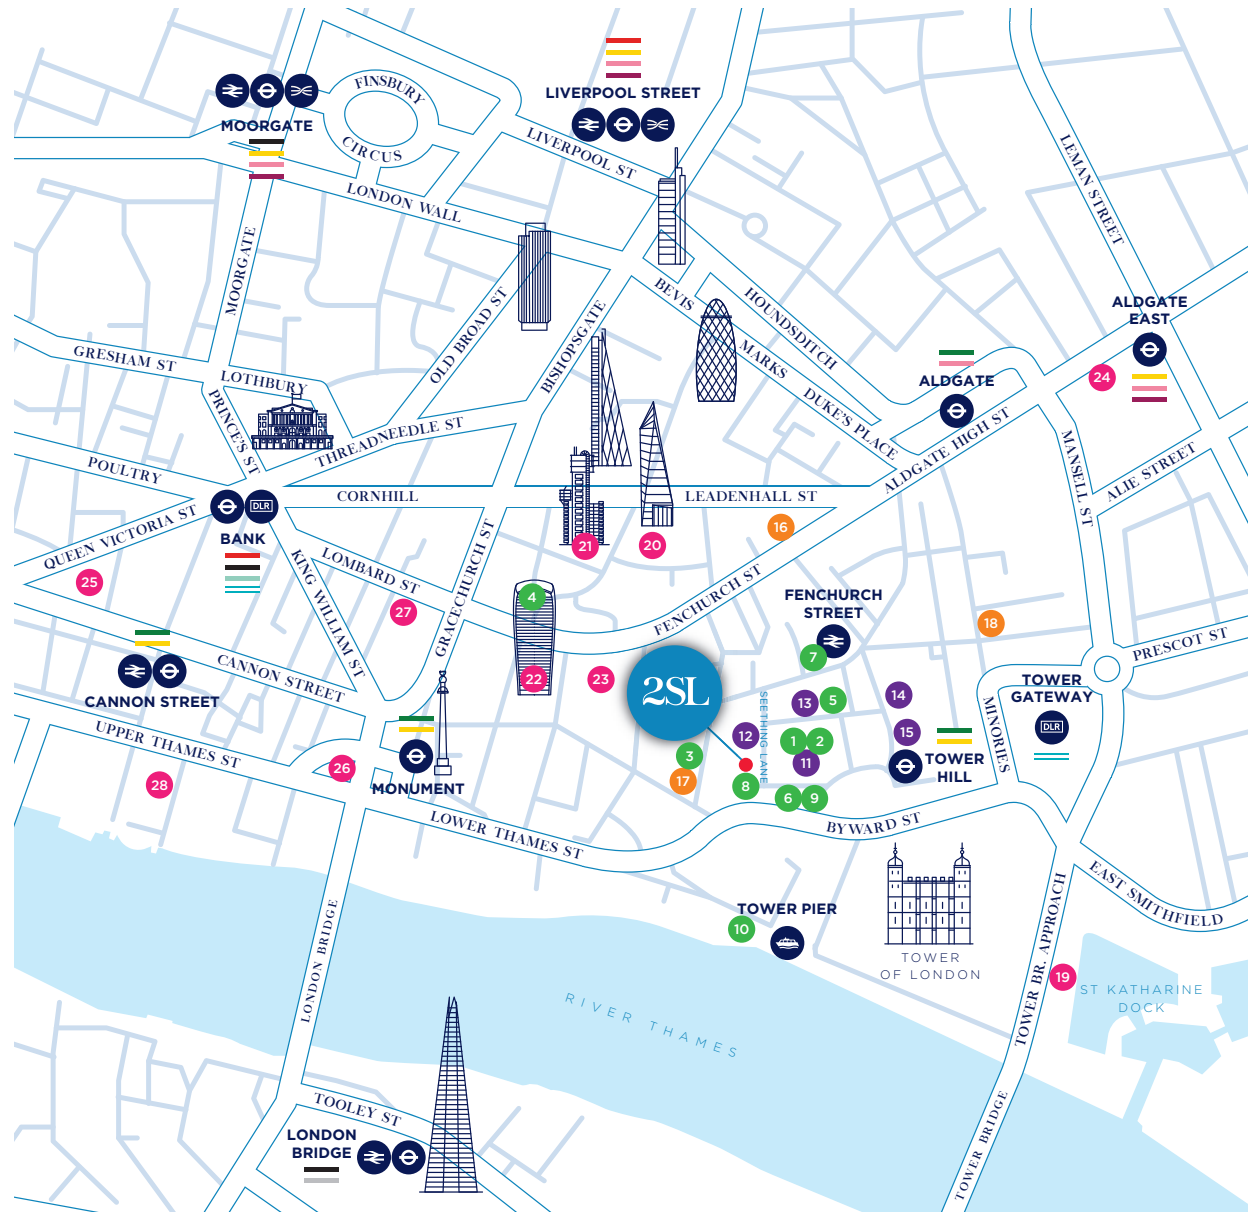 FINSBURY
CIRCUS
MOORGATE
LIVERPOOL STREET
LIVERPOOL ST
LONDON WALL
LEMAN STREET
MOORGATE
OLD BROAD ST
BISHOPSGATE
BEVIS
MARKS
HOUNDSDITCH
DUKE'S PLACE
ALDGATE
EAST
24
ALDGATE
ALDGATE HIGH ST
GRESHAM ST
LOTHBURY
PRINCE'S ST
THREADNEEDLE ST
MANSELL ST
ALIE STREET
POULTRY
CORNHILL
LEADENHALL ST
QUEEN VICTORIA ST
DLR
BANK
16
21
20
25
KING WILLIAM ST
LOMBARD ST
27
GRACECHURCH ST
4
FENCHURCH ST
FENCHURCH
STREET
7
18
PRESCOT ST
CANNON STREET
CANNON STREET
22
23
2SL
SEETHING LANE
13
5
14
12
1
2
15
11
3
17
8
6
9
TOWER
HILL
MINORIES
TOWER
GATEWAY
DLR
UPPER THAMES ST
28
26
MONUMENT
LOWER THAMES ST
BYWARD ST
EAST SMITHFIELD
TOWER PIER
10
TOWER
OF LONDON
TOWER BR. APPROACH
19
ST KATHARINE
DOCK
LONDON BRIDGE
RIVER THAMES
TOOLEY ST
LONDON
BRIDGE
TOWER BRIDGE